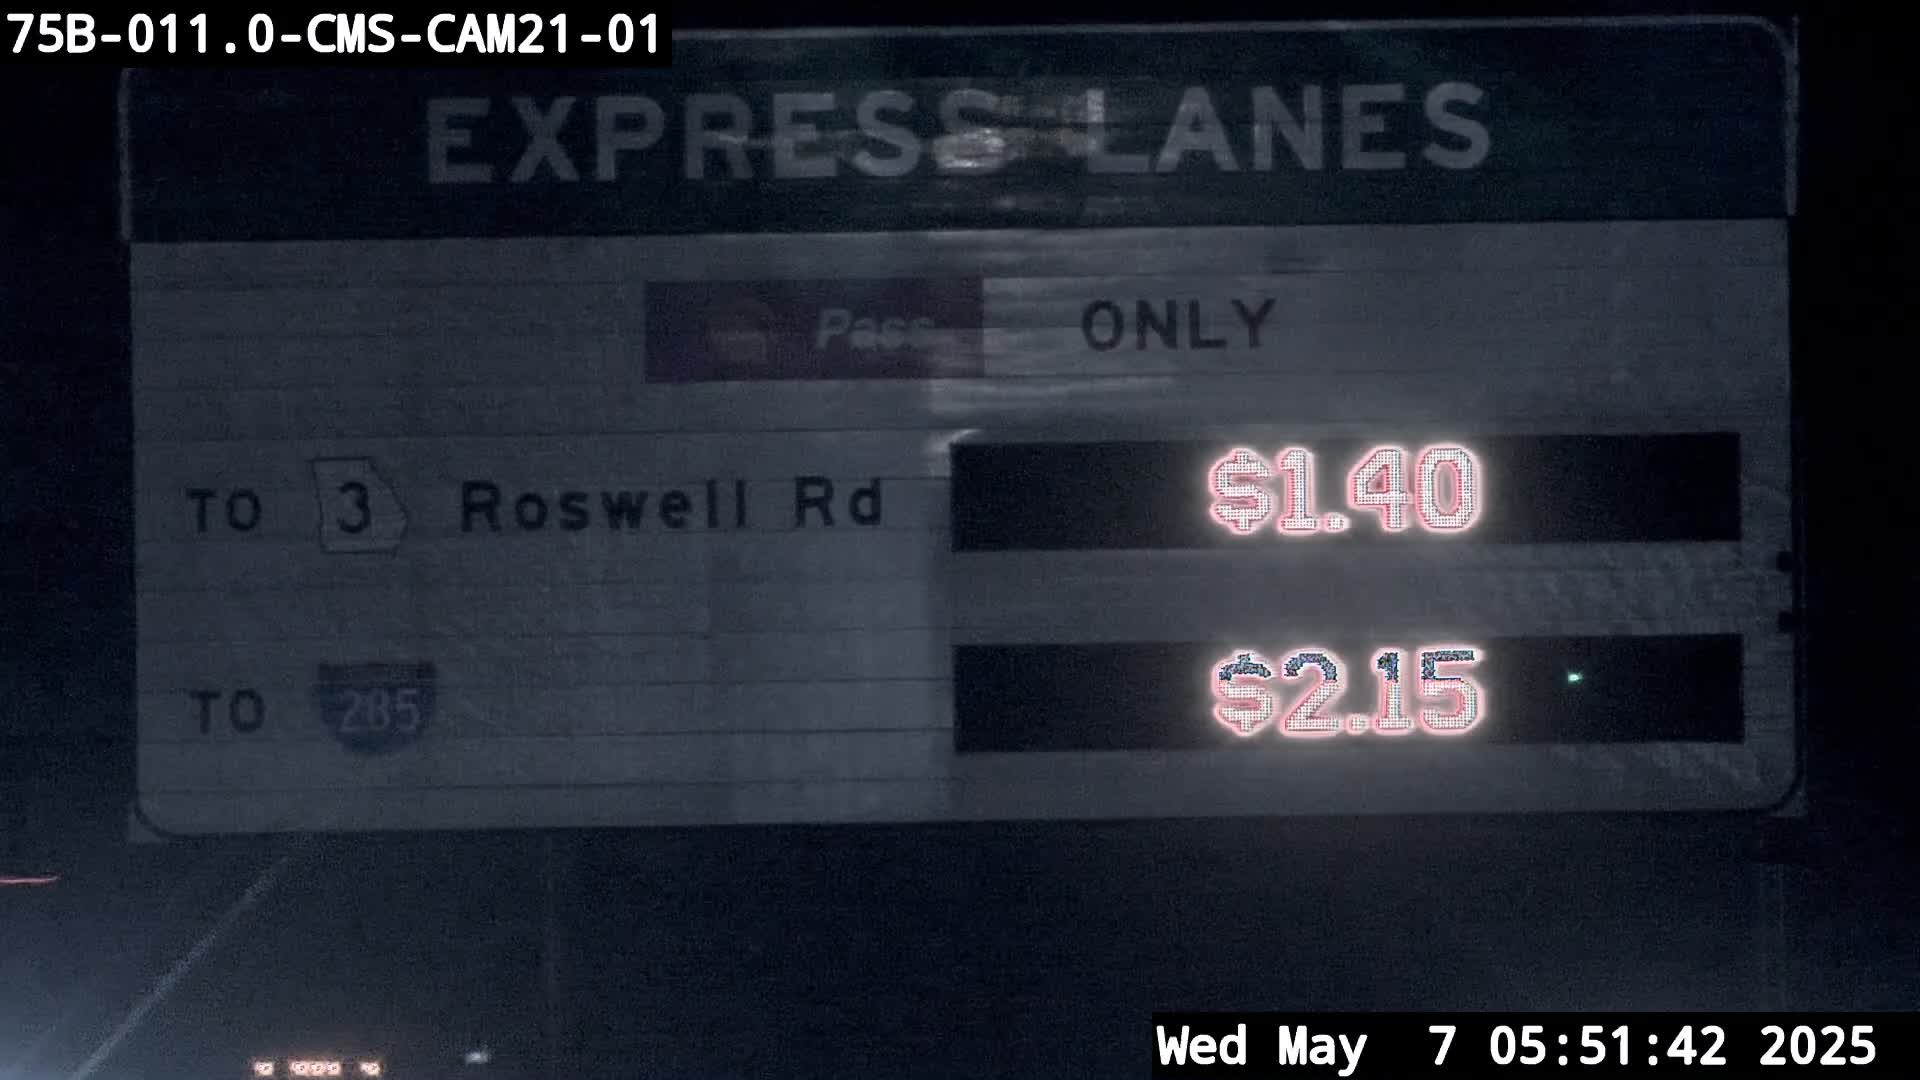 75B-011.0-CMS-CAM21-01
EXPRESS LANES
Pass ONLY
TO 3 Roswell Rd $1.40
TO 285 $2.15
Wed May 7 05:51:42 2025